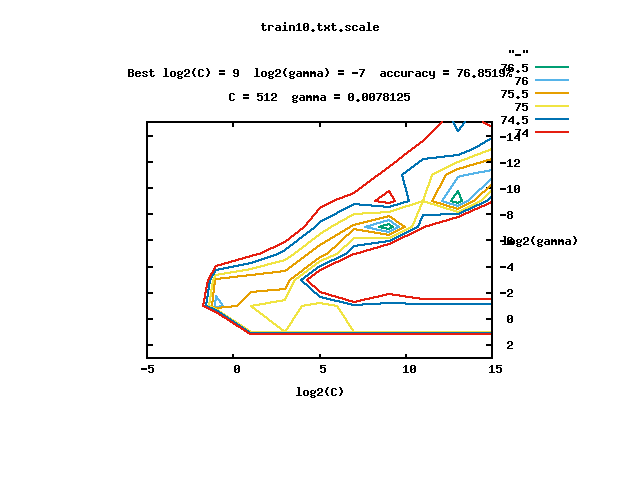 train10.txt.scale
"-"
Best log2(C) = 9  log2(gamma) = -7  accuracy = 76.8519%
76.5
76
75.5
75
74.5
74
C = 512  gamma = 0.0078125
-14
-12
-10
-8
-6
log2(gamma)
-4
-2
0
2
-5 0 5 10 15
log2(C)